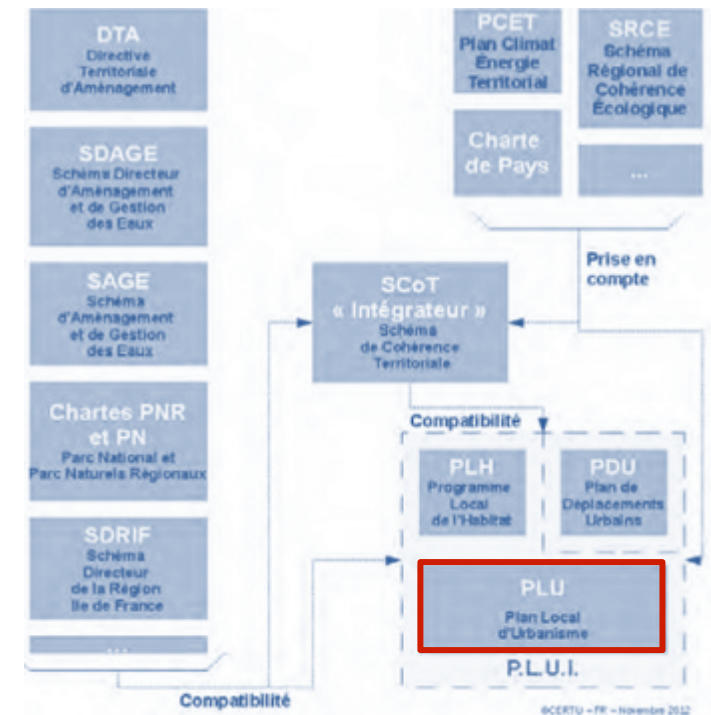 DTA
Directive
Territoriale
d'Aménagement
SDAGE
Schéma Directeur
d'Aménagement
et de Gestion
des Eaux
SAGE
Schéma
d'Aménagement
et de Gestion
des Eaux
Chartes PNR
et PN
Parc National et
Parc Naturels Régionaux
SDRIF
Schéma
Directeur
de la Région
Ile de France
...
Compatibilité
PCET
Plan Climat
Énergie
Territorial
SRCE
Schéma
Régional de
Cohérence
Écologique
Charte
de Pays
...
Prise en
compte
SCoT
« Intégrateur »
Schéma
de Cohérence
Territoriale
Compatibilité
PLH
Programme
Local
de l'Habitat
PDU
Plan de
Déplacements
Urbains
PLU
Plan Local
d'Urbanisme
P.L.U.I.
©CERTU - FR - Novembre 2012